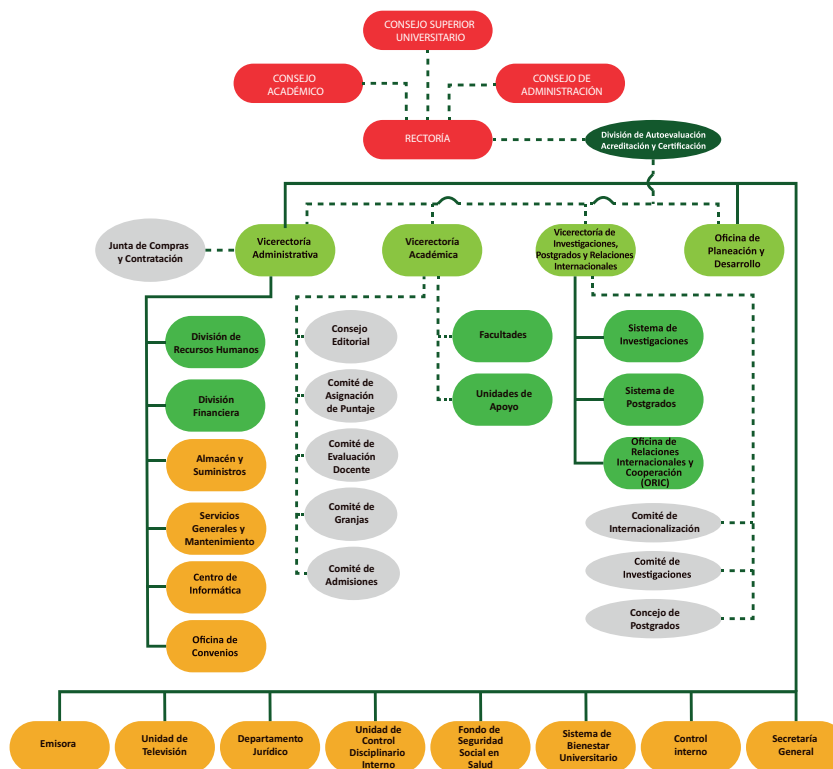 CONSEJO SUPERIOR
UNIVERSITARIO
CONSEJO
ACADÉMICO
CONSEJO DE
ADMINISTRACIÓN
RECTORÍA
División de Autoevaluación
Acreditación y Certificación
Junta de Compras
y Contratación
Vicerectoría
Administrativa
Vicerectoría
Académica
Vicerectoría de
Investigaciones,
Postgrados y Relaciones
Internacionales
Oficina de
Planeación y
Desarrollo
División de
Recursos Humanos
División
Financiera
Almacén y
Suministros
Servicios
Generales y
Mantenimiento
Centro de
Informática
Oficina de
Convenios
Consejo
Editorial
Comité de
Asignación
de Puntaje
Comité de
Evaluación
Docente
Comité de
Granjas
Comité de
Admisiones
Facultades
Unidades de
Apoyo
Sistema de
Investigaciones
Sistema de
Postgrados
Oficina de
Relaciones
Internacionales y
Cooperación
(ORIC)
Comité de
Internacionalización
Comité de
Investigaciones
Concejo de
Postgrados
Emisora
Unidad de
Televisión
Departamento
Jurídico
Unidad de
Control
Disciplinario
Interno
Fondo de
Seguridad
Social en
Salud
Sistema de
Bienestar
Universitario
Control
interno
Secretaría
General